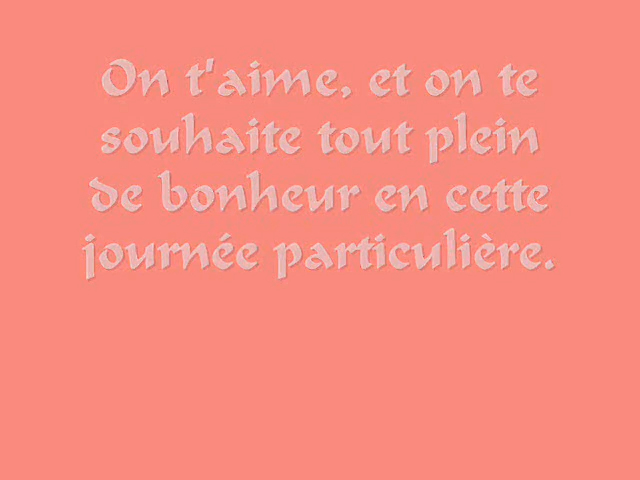 On t'aime, et on te
souhaite tout plein
de bonheur en cette
journée particulière.